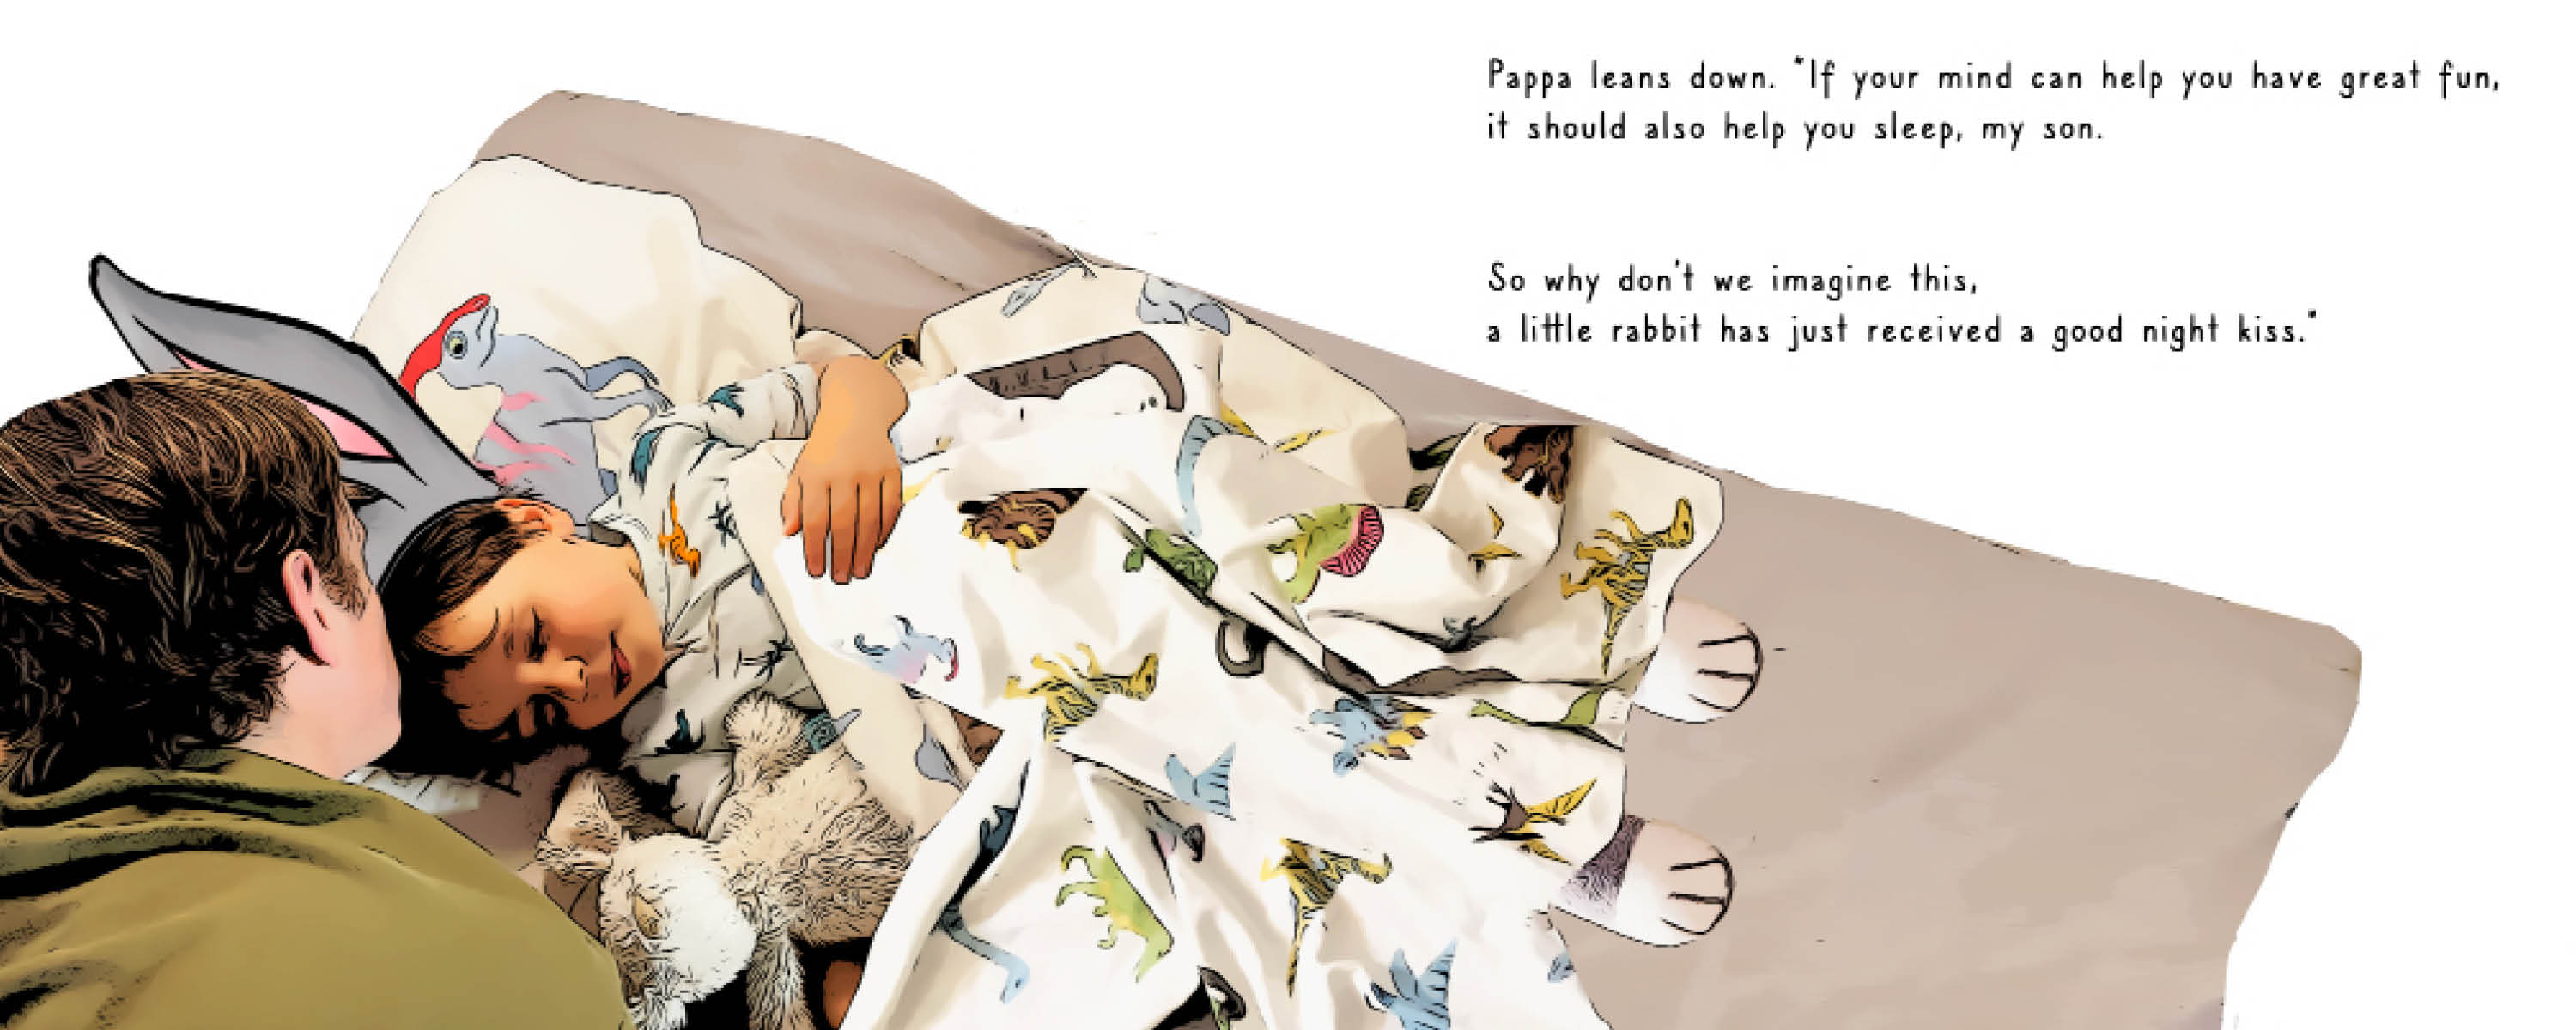 Pappa leans down. "If your mind can help you have great fun,
it should also help you sleep, my son.
So why don't we imagine this,
a little rabbit has just received a good night kiss."